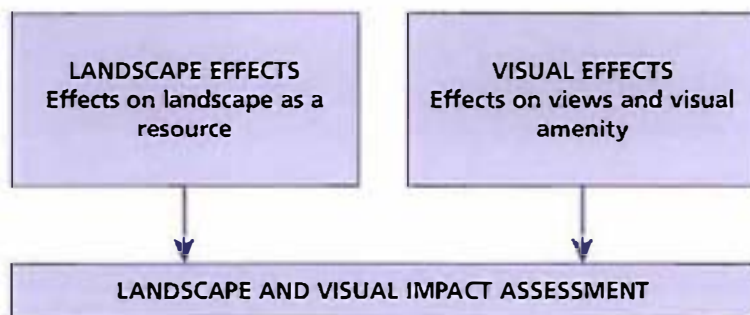 LANDSCAPE EFFECTS
Effects on landscape as a
resource
VISUAL EFFECTS
Effects on views and visual
amenity
LANDSCAPE AND VISUAL IMPACT ASSESSMENT